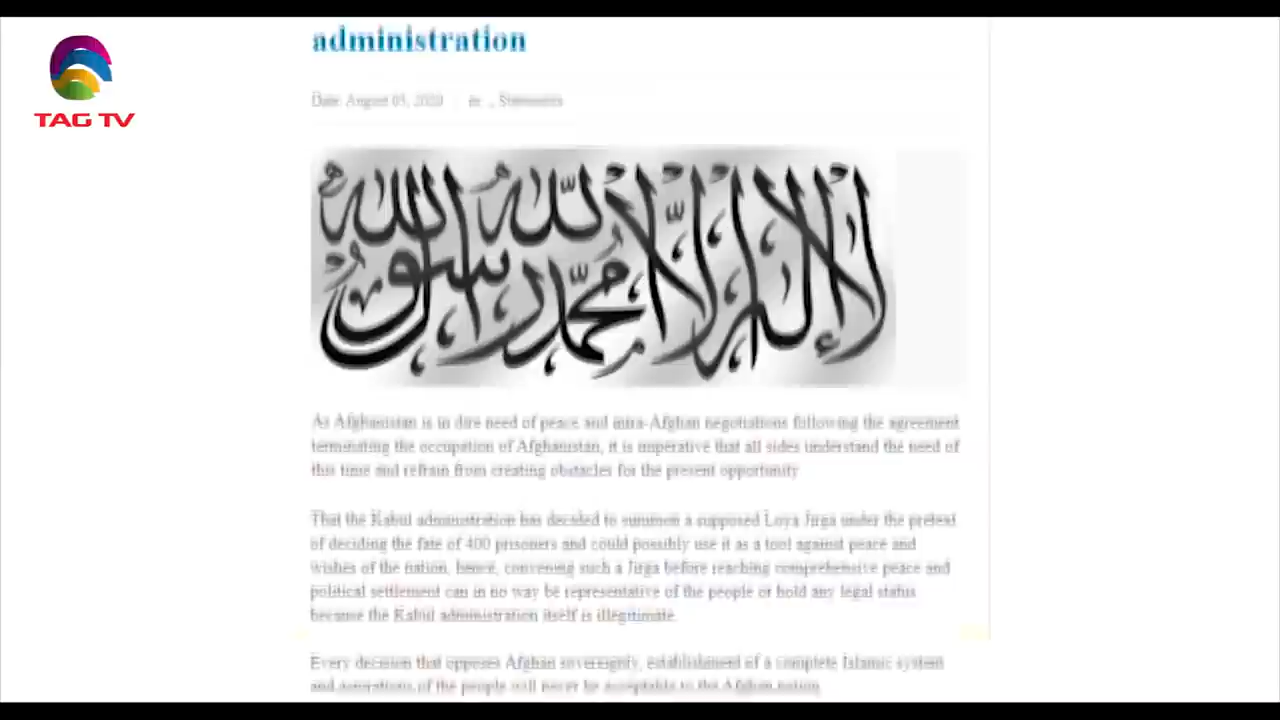 TAG TV
administration
Date: August 05, 2020 in: , Statements
لا إله إلا الله محمد رسول الله
As Afghanistan is in dire need of peace and intra-Afghan negotiations following the agreement
terminating the occupation of Afghanistan, it is imperative that all sides understand the need of
this time and refrain from creating obstacles for the present opportunity
That the Kabul administration has decided to summon a supposed Loya Jirga under the pretext
of deciding the fate of 400 prisoners and could possibly use it as a tool against peace and
wishes of the nation, hence, convening such a Jirga before reaching comprehensive peace and
political settlement can in no way be representative of the people or hold any legal status
because the Kabul administration itself is illegitimate.
Every decision that opposes Afghan sovereignty, establishment of a complete Islamic system
and aspirations of the people will never be acceptable to the Afghan nation.